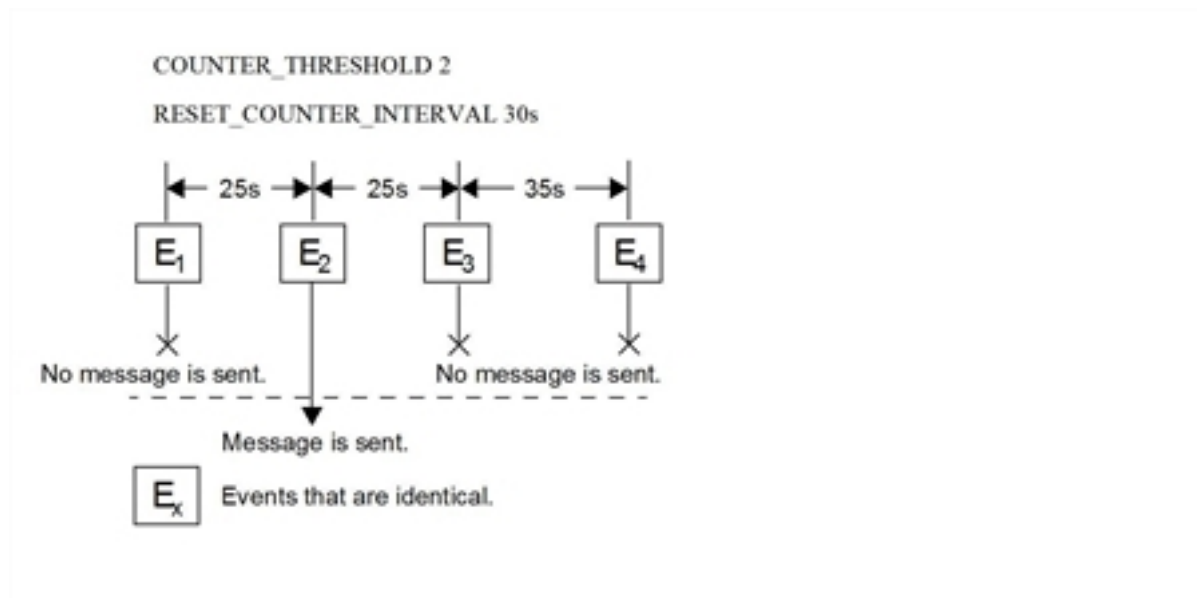 COUNTER_THRESHOLD 2
RESET_COUNTER_INTERVAL 30s
25s 25s 35s
E1 E2 E3 E4
No message is sent. No message is sent.
Message is sent.
Ex Events that are identical.